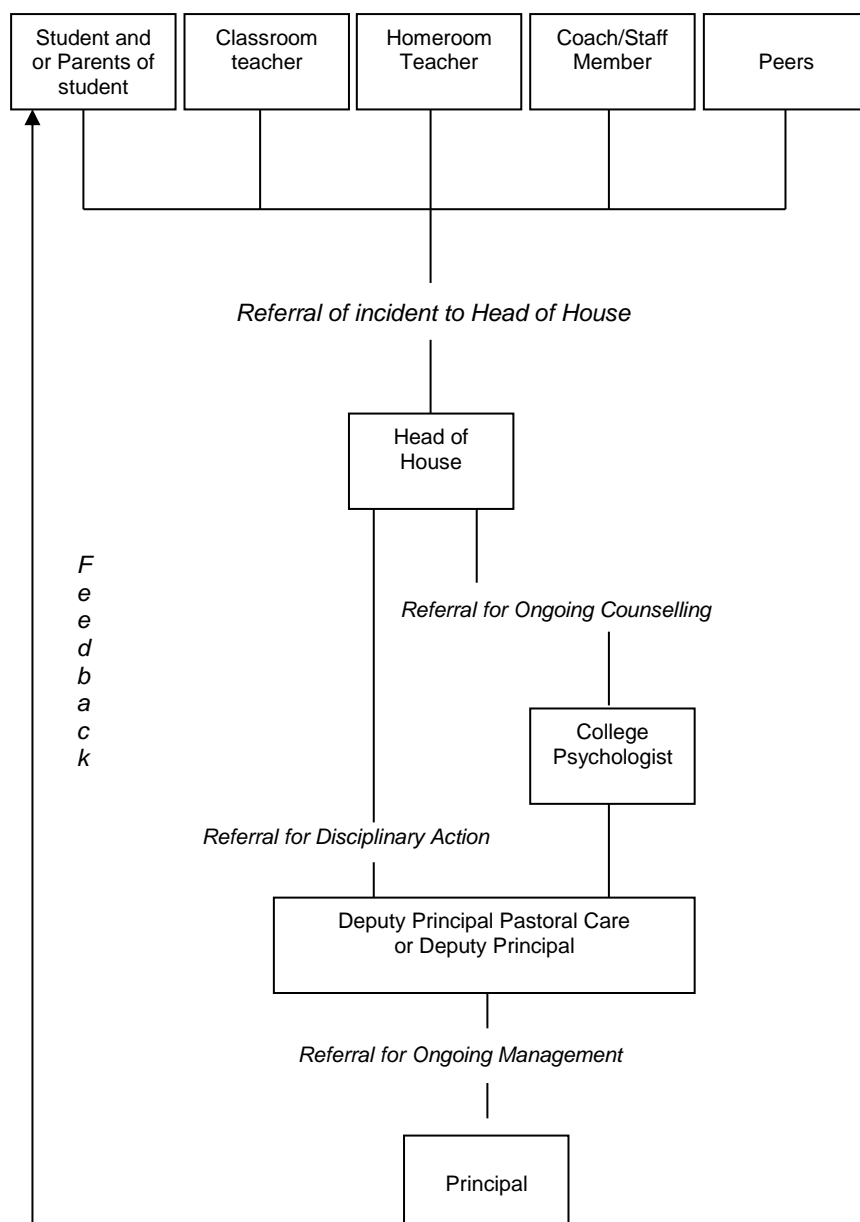 Student and
or Parents of
student
Classroom
teacher
Homeroom
Teacher
Coach/Staff
Member
Peers
Referral of incident to Head of House
Head of
House
F
e
e
d
b
a
c
k
Referral for Ongoing Counselling
College
Psychologist
Referral for Disciplinary Action
Deputy Principal Pastoral Care
or Deputy Principal
Referral for Ongoing Management
Principal